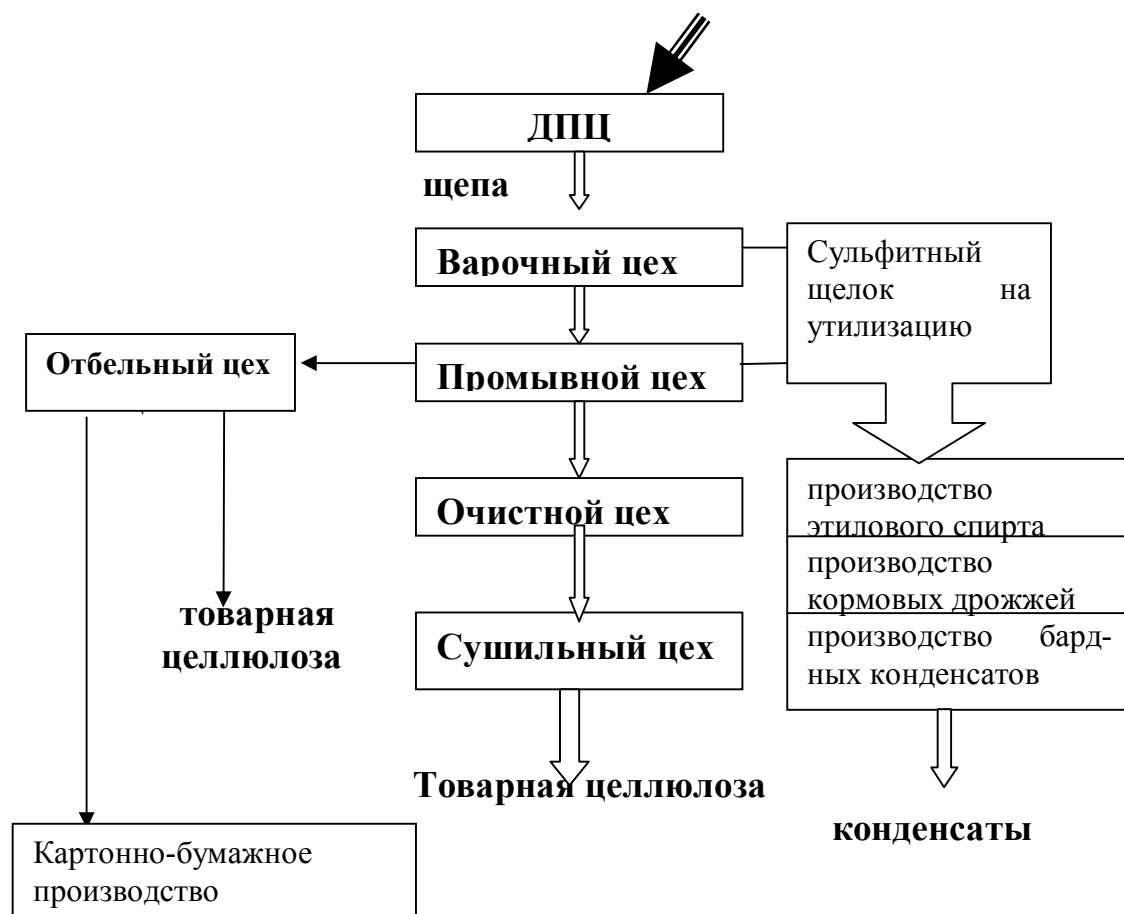 ДПЦ
щепа
Варочный цех
Сульфитный
щелок на
утилизацию
Отбельный цех
Промывной цех
Очистной цех
производство
этилового спирта
производство
кормовых дрожжей
производство бард-
ных конденсатов
товарная
целлюлоза
Сушильный цех
Товарная целлюлоза
конденсаты
Картонно-бумажное
производство